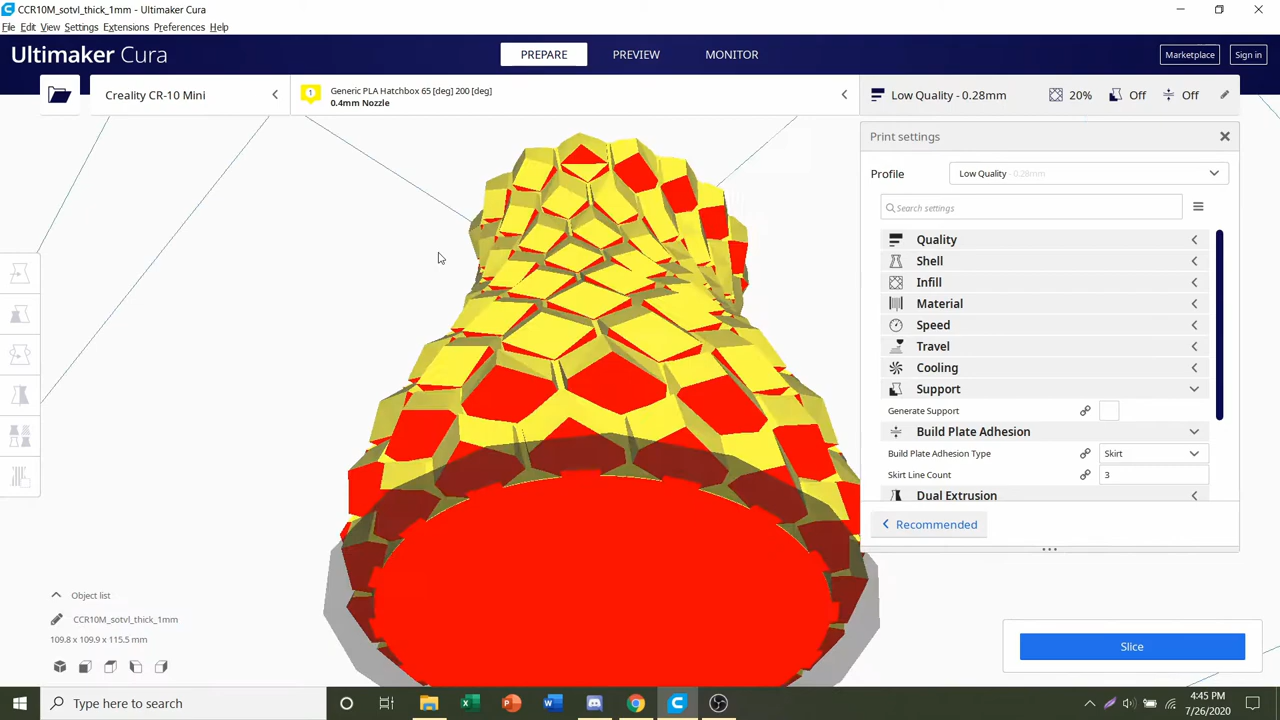 CCR10M_sotvl_thick_1mm - Ultimaker Cura
File Edit View Settings Extensions Preferences Help
Ultimaker Cura
PREPARE
PREVIEW
MONITOR
Marketplace
Sign in
Creality CR-10 Mini
1
Generic PLA Hatchbox 65 [deg] 200 [deg]
0.4mm Nozzle
Low Quality - 0.28mm
20%
Off
Off
Print settings
Profile
Low Quality - 0.28mm
Search settings
Quality
Shell
Infill
Material
Speed
Travel
Cooling
Support
Generate Support
Build Plate Adhesion
Build Plate Adhesion Type
Skirt
Skirt Line Count
3
Dual Extrusion
Recommended
Object list
CCR10M_sotvl_thick_1mm
109.8 x 109.9 x 115.5 mm
Slice
Type here to search
4:45 PM
7/26/2020